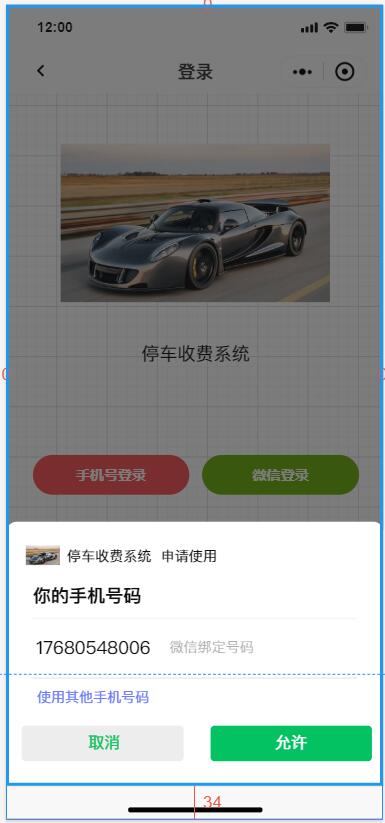 12:00
登录
停车收费系统
手机号登录
微信登录
停车收费系统 申请使用
你的手机号码
17680548006 微信绑定号码
使用其他手机号码
取消
允许
34